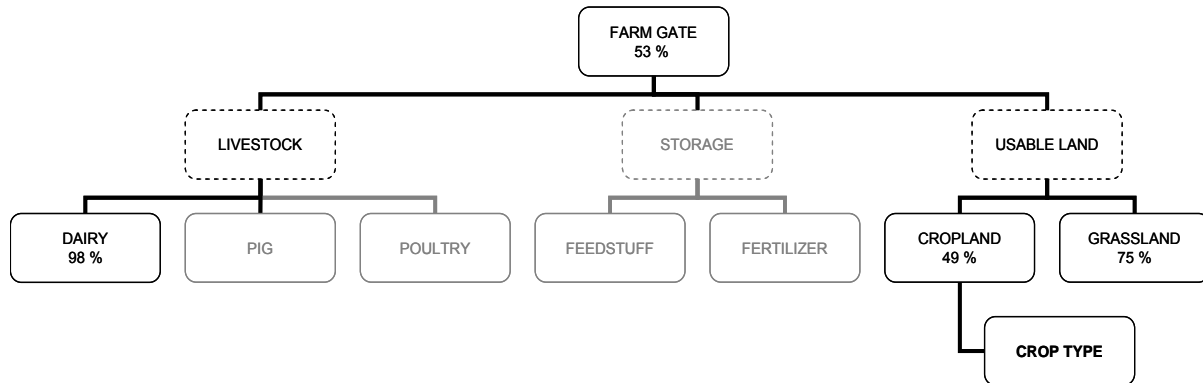 FARM GATE
53 %
LIVESTOCK
STORAGE
USABLE LAND
DAIRY
98 %
PIG
POULTRY
FEEDSTUFF
FERTILIZER
CROPLAND
49 %
GRASSLAND
75 %
CROP TYPE